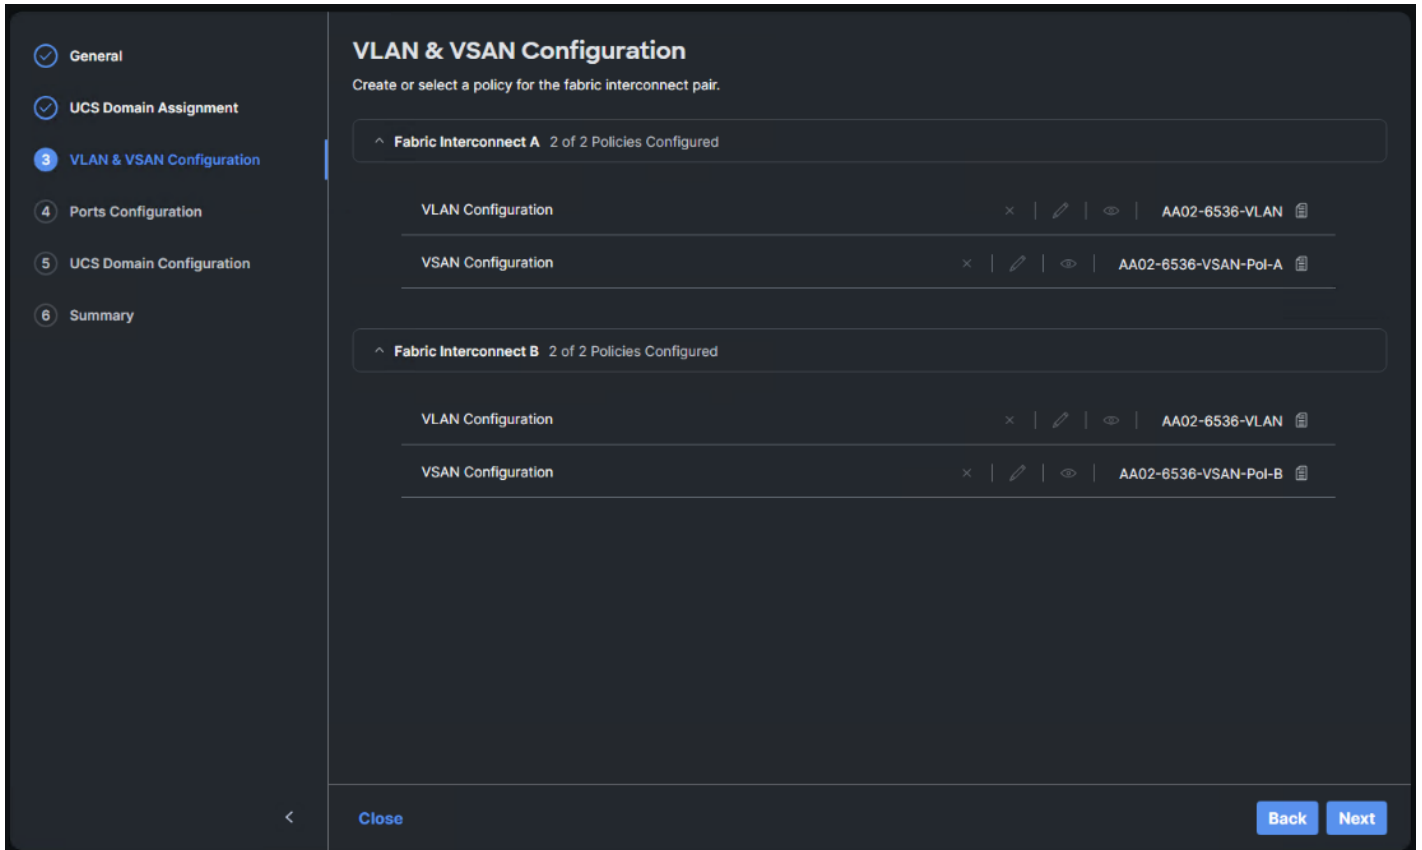 General
UCS Domain Assignment
3 VLAN & VSAN Configuration
4 Ports Configuration
5 UCS Domain Configuration
6 Summary
VLAN & VSAN Configuration
Create or select a policy for the fabric interconnect pair.
Fabric Interconnect A 2 of 2 Policies Configured
VLAN Configuration AA02-6536-VLAN
VSAN Configuration AA02-6536-VSAN-Pol-A
Fabric Interconnect B 2 of 2 Policies Configured
VLAN Configuration AA02-6536-VLAN
VSAN Configuration AA02-6536-VSAN-Pol-B
Close Back Next